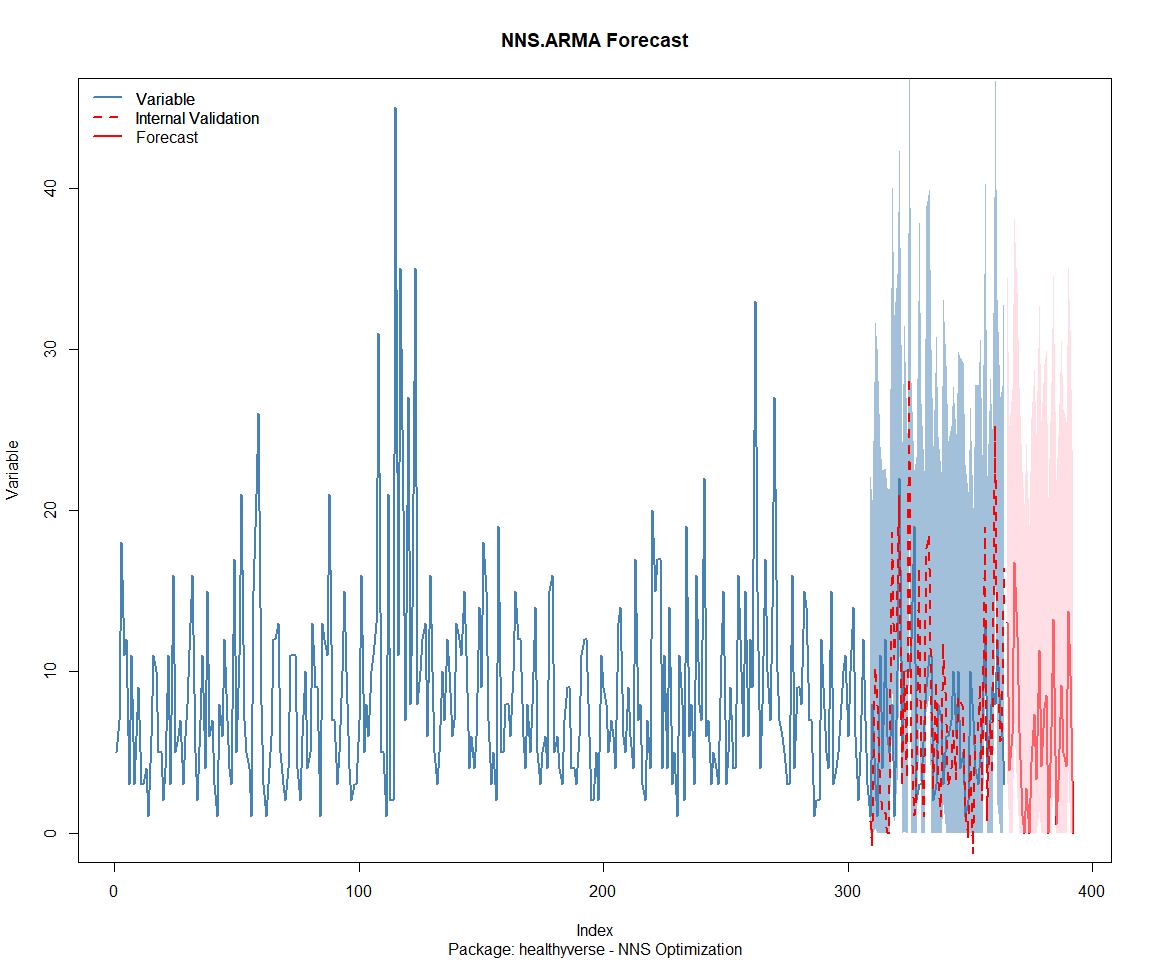 NNS.ARMA Forecast
Variable
Internal Validation
Forecast
Variable
40
30
20
10
0
0
100
200
300
400
Index
Package: healthyverse - NNS Optimization